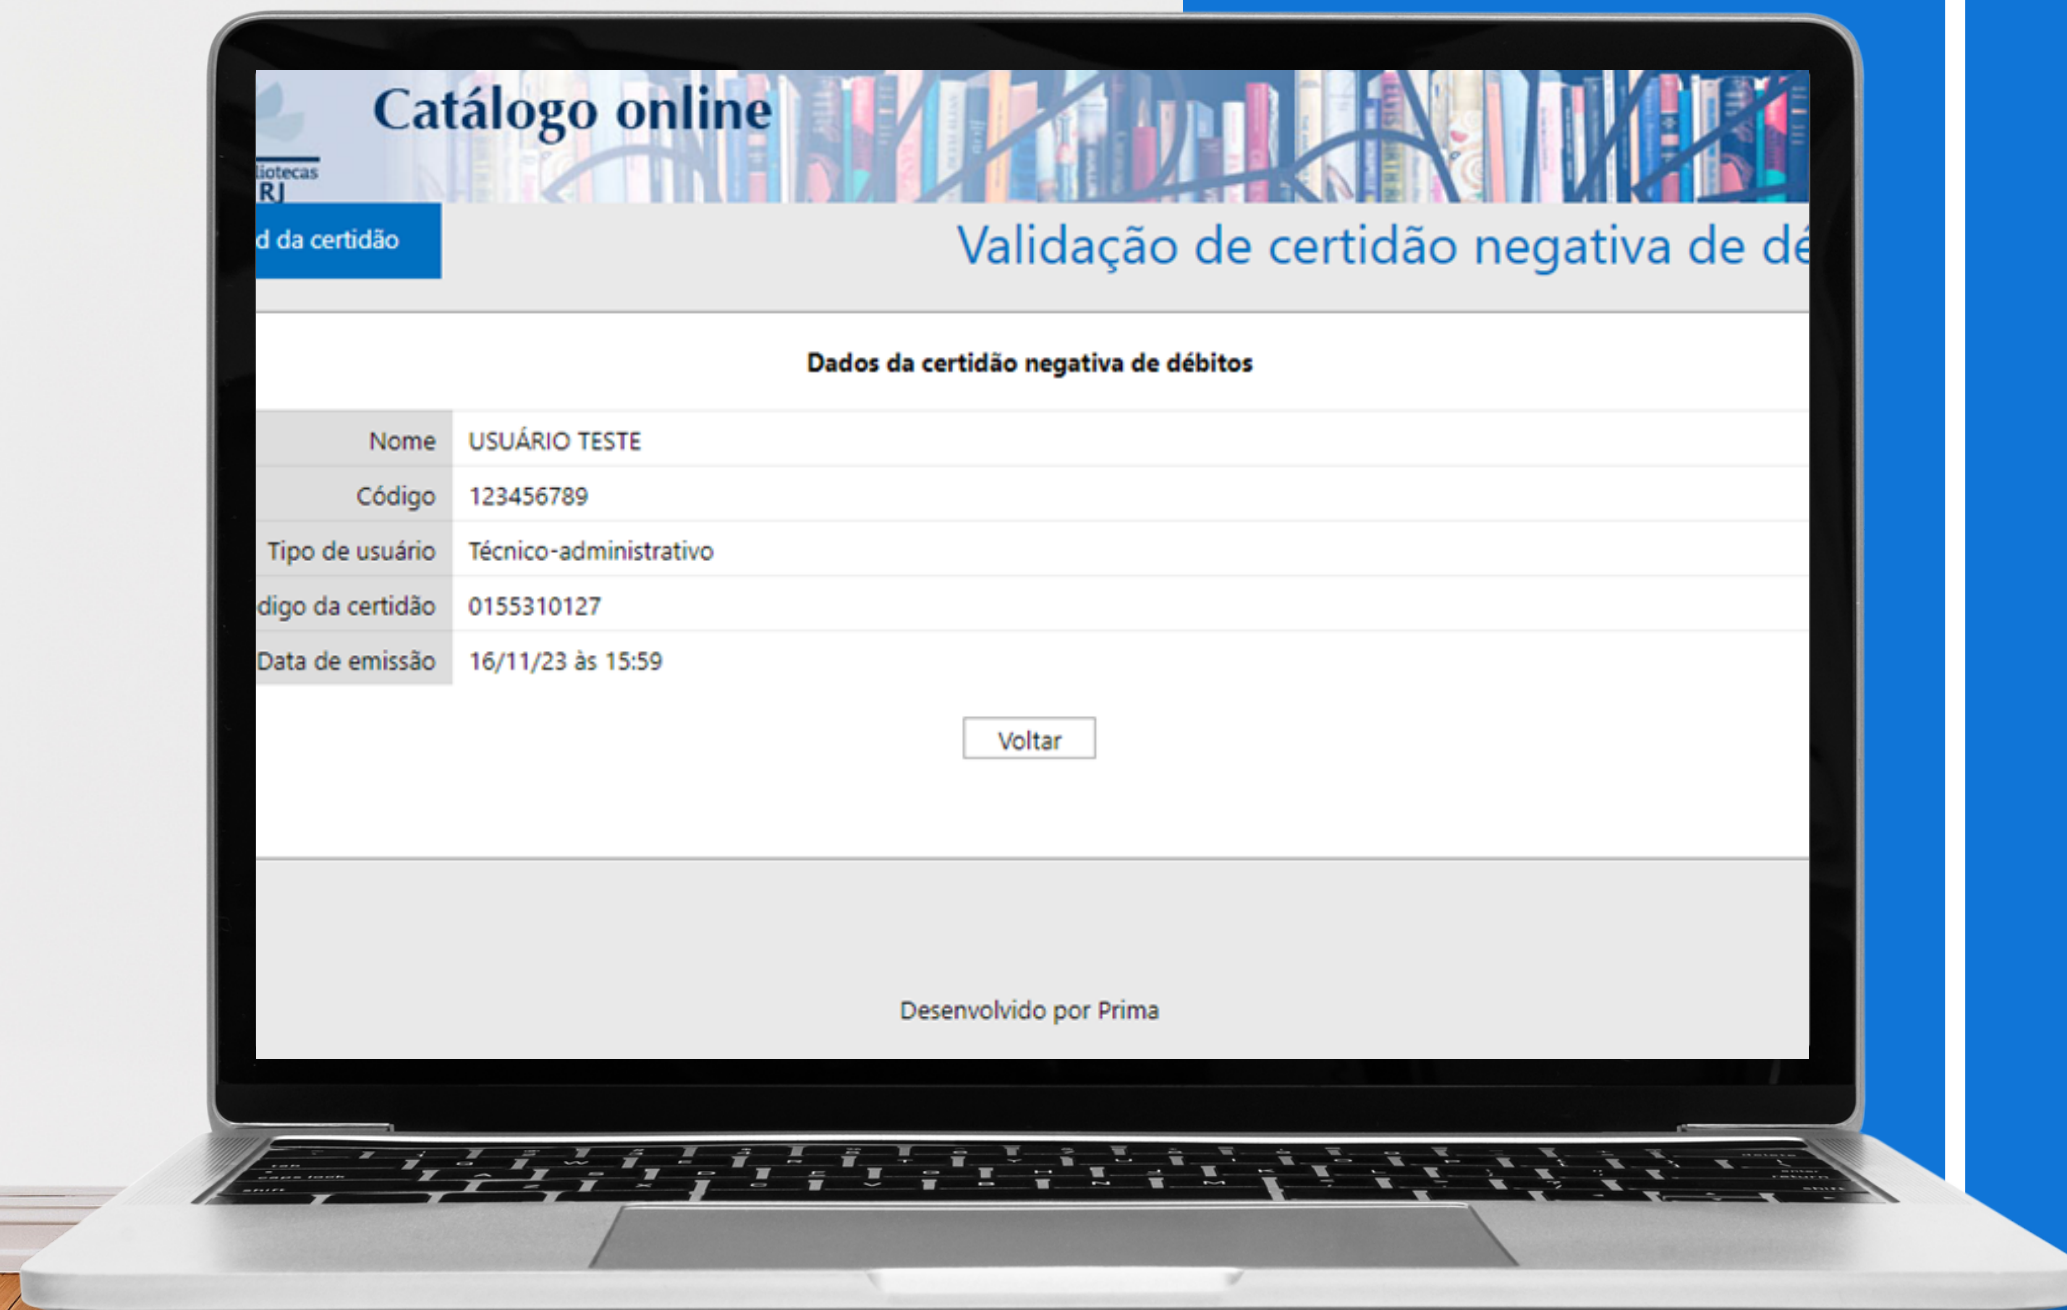 Catálogo online
liotecas
RJ
d da certidão
Validação de certidão negativa de dé
Dados da certidão negativa de débitos
Nome USUÁRIO TESTE
Código 123456789
Tipo de usuário Técnico-administrativo
digo da certidão 0155310127
Data de emissão 16/11/23 às 15:59
Voltar
Desenvolvido por Prima